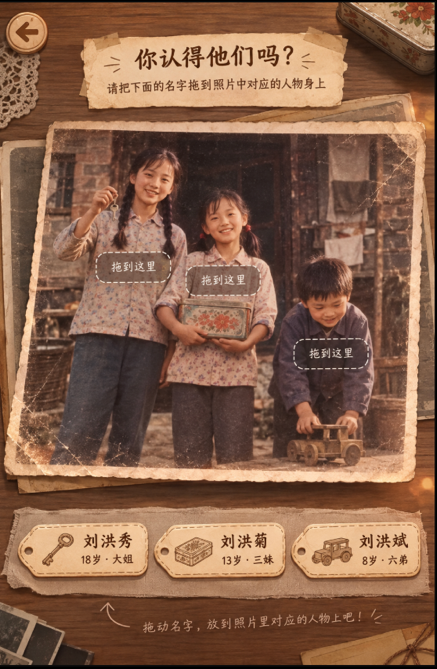 你认得他们吗？
请把下面的名字拖到照片中对应的人物身上
拖到这里
拖到这里
拖到这里
刘洪秀
18岁·大姐
刘洪菊
13岁·三妹
刘洪斌
8岁·六弟
拖动名字，放到照片里对应的人物上吧！